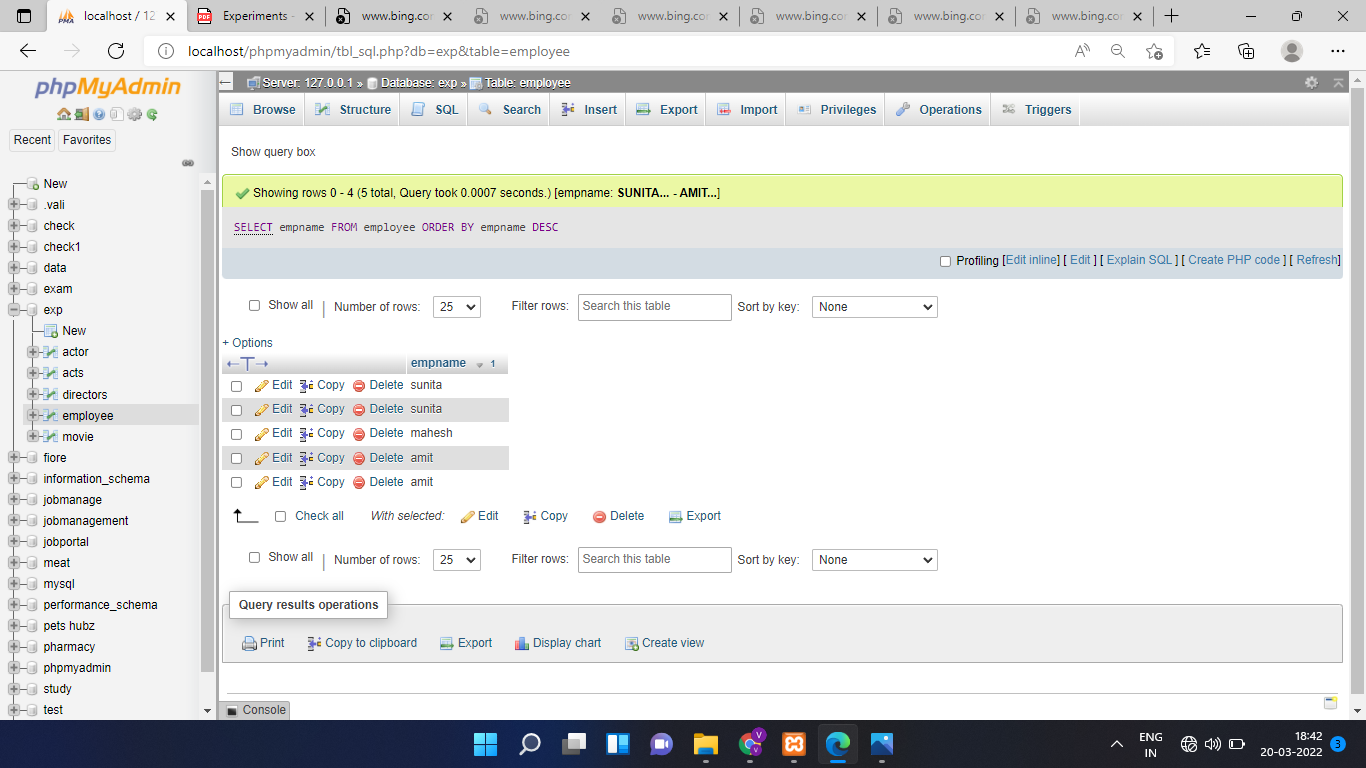 localhost / 12
Experiments -
www.bing.co
www.bing.co
www.bing.co
www.bing.co
www.bing.co
www.bing.co
localhost/phpmyadmin/tbl_sql.php?db=exp&table=employee
phpMyAdmin
Recent Favorites
New
.vali
check
check1
data
exam
exp
New
actor
acts
directors
employee
movie
fiore
information_schema
jobmanage
jobmanagement
jobportal
meat
mysql
performance_schema
pets hubz
pharmacy
phpmyadmin
study
test
Server: 127.0.0.1 » Database: exp » Table: employee
Browse Structure SQL Search Insert Export Import Privileges Operations Triggers
Show query box
Showing rows 0 - 4 (5 total, Query took 0.0007 seconds.) [empname: SUNITA... - AMIT...]
SELECT empname FROM employee ORDER BY empname DESC
Profiling [Edit inline] [ Edit ] [ Explain SQL ] [ Create PHP code ] [ Refresh]
Show all | Number of rows: 25 Filter rows: Search this table Sort by key: None
+ Options
←T→ empname 1
Edit Copy Delete sunita
Edit Copy Delete sunita
Edit Copy Delete mahesh
Edit Copy Delete amit
Edit Copy Delete amit
Check all With selected: Edit Copy Delete Export
Show all | Number of rows: 25 Filter rows: Search this table Sort by key: None
Query results operations
Print Copy to clipboard Export Display chart Create view
Console
V
ENG
IN
18:42
20-03-2022
3